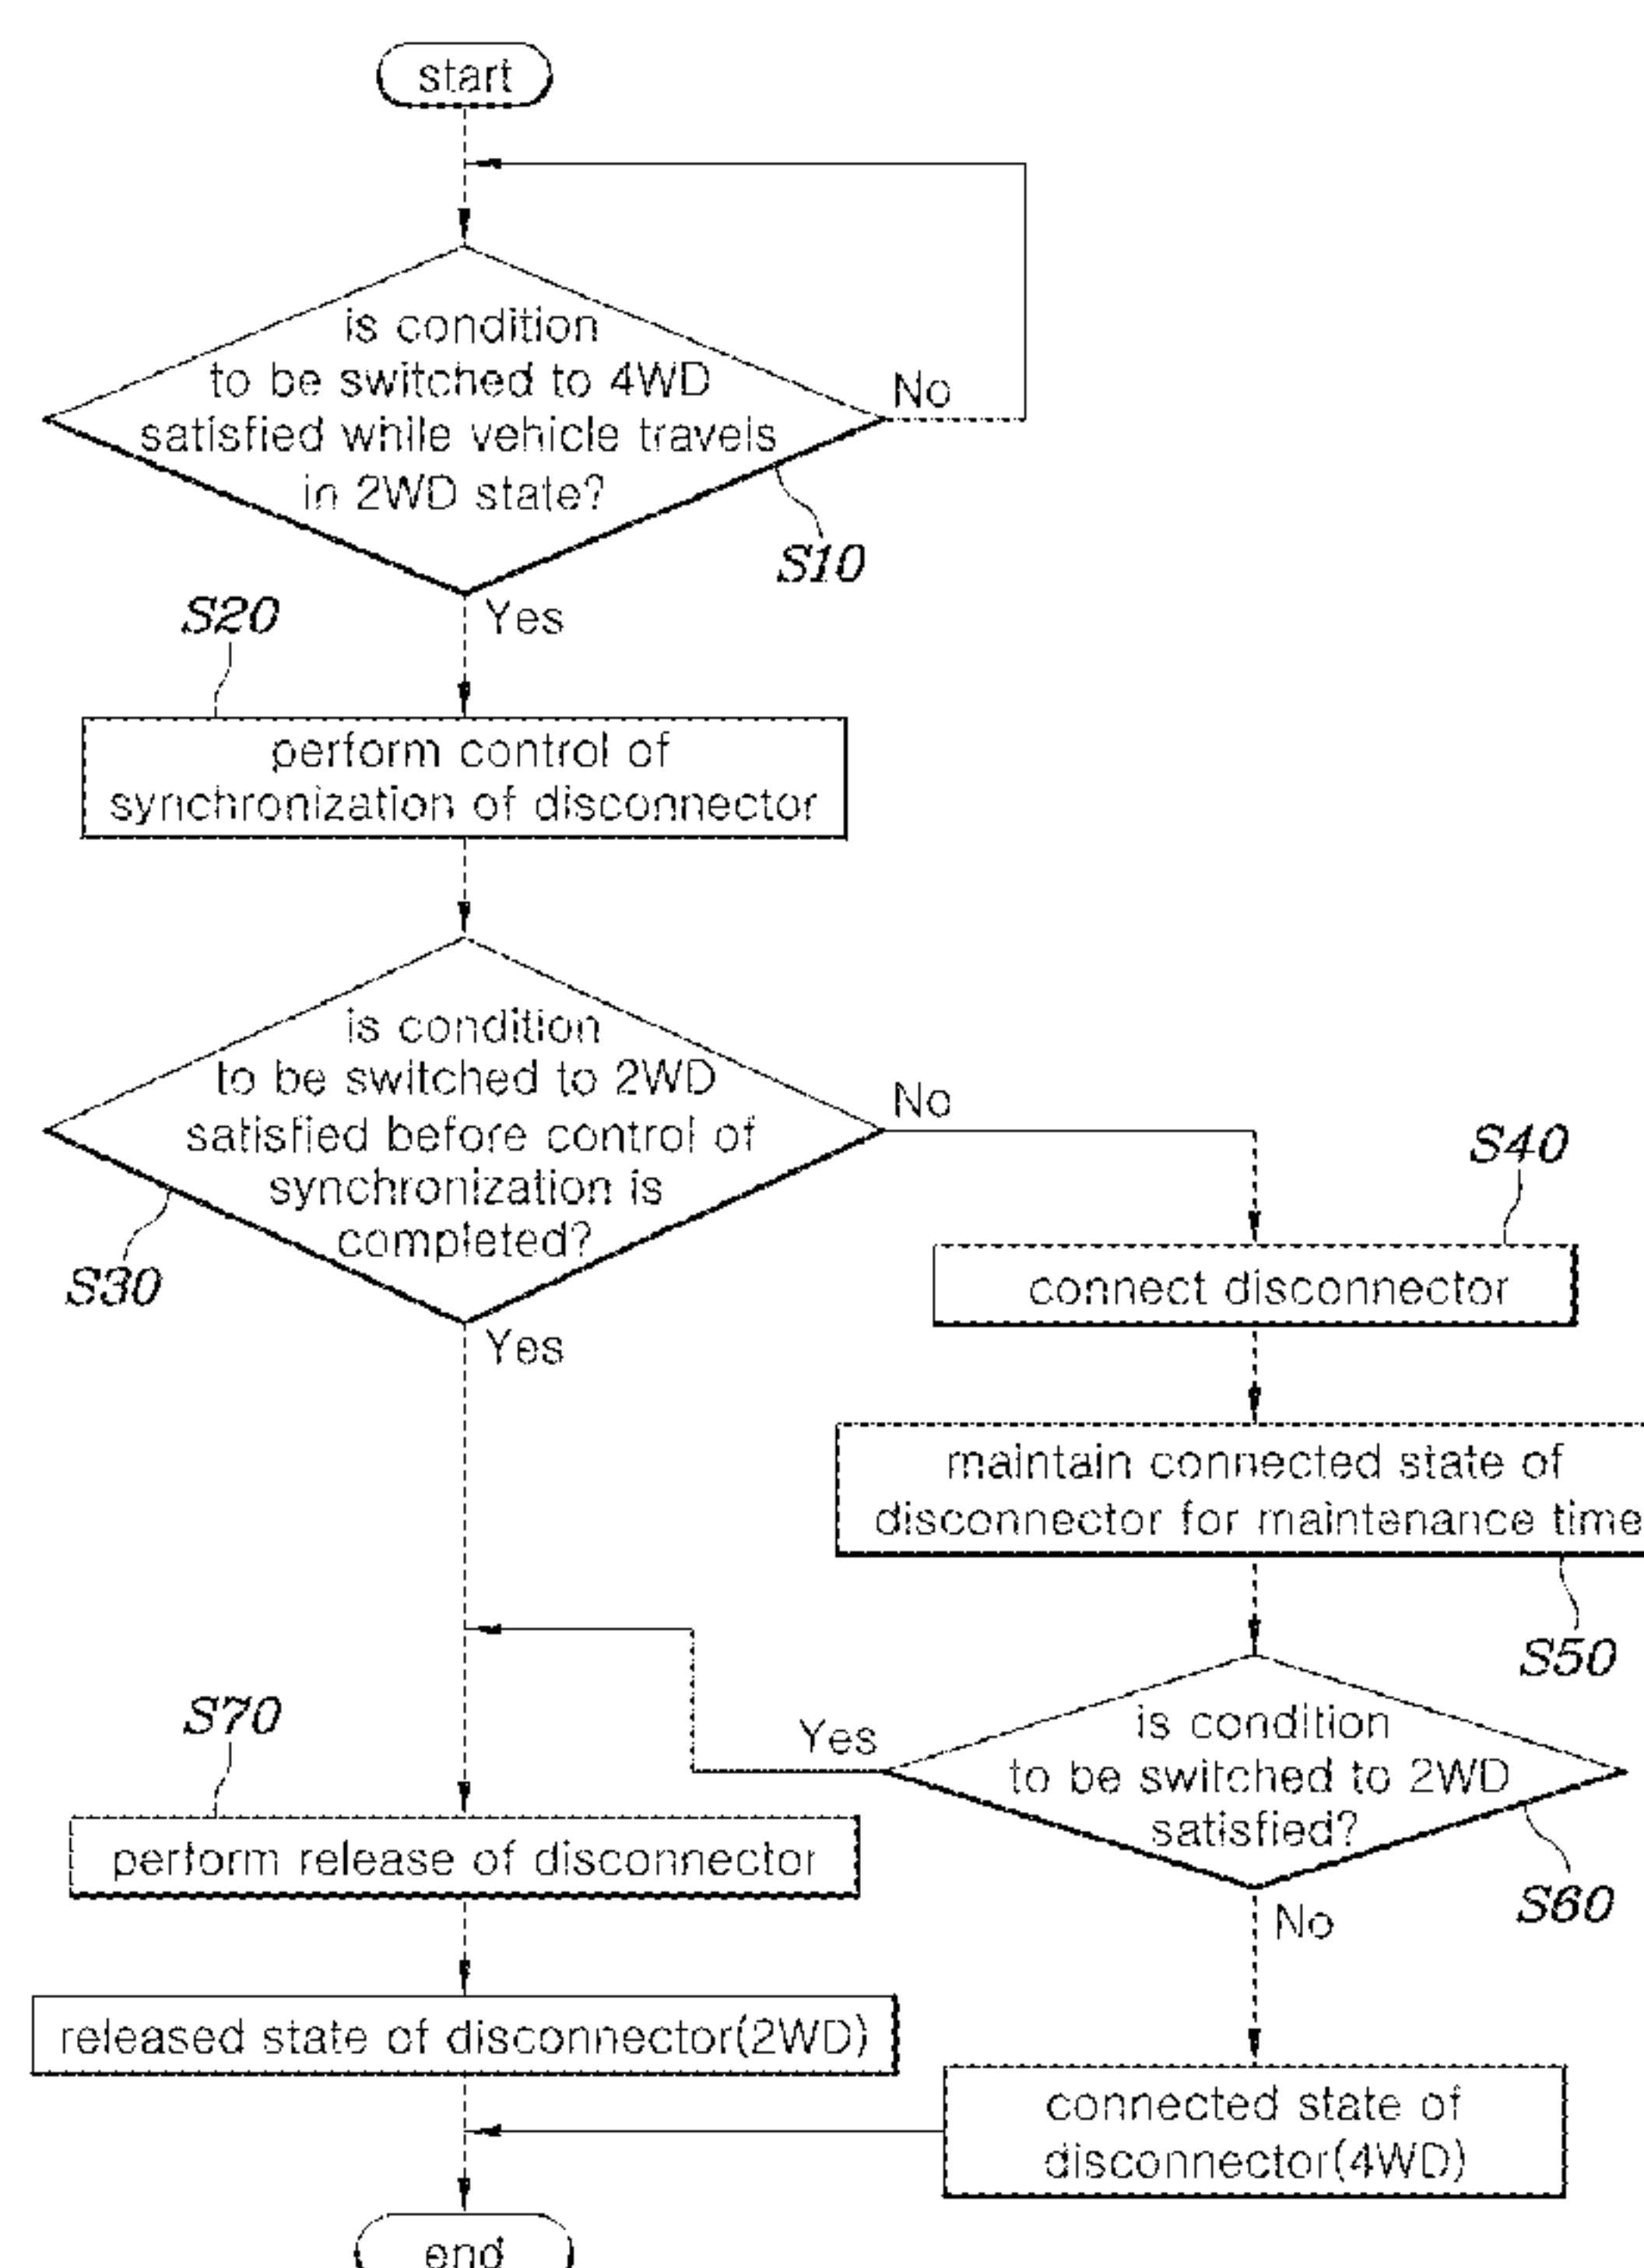 start
is condition
to be switched to 4WD
satisfied while vehicle travels
in 2WD state?
No
S10
Yes
S20
perform control of
synchronization of disconnector
is condition
to be switched to 2WD
satisfied before control of
synchronization is
completed?
No
S30
Yes
S40
connect disconnector
maintain connected state of
disconnector for maintenance time
S50
is condition
to be switched to 2WD
satisfied?
Yes
S60
No
S70
perform release of disconnector
released state of disconnector(2WD)
connected state of
disconnector(4WD)
end